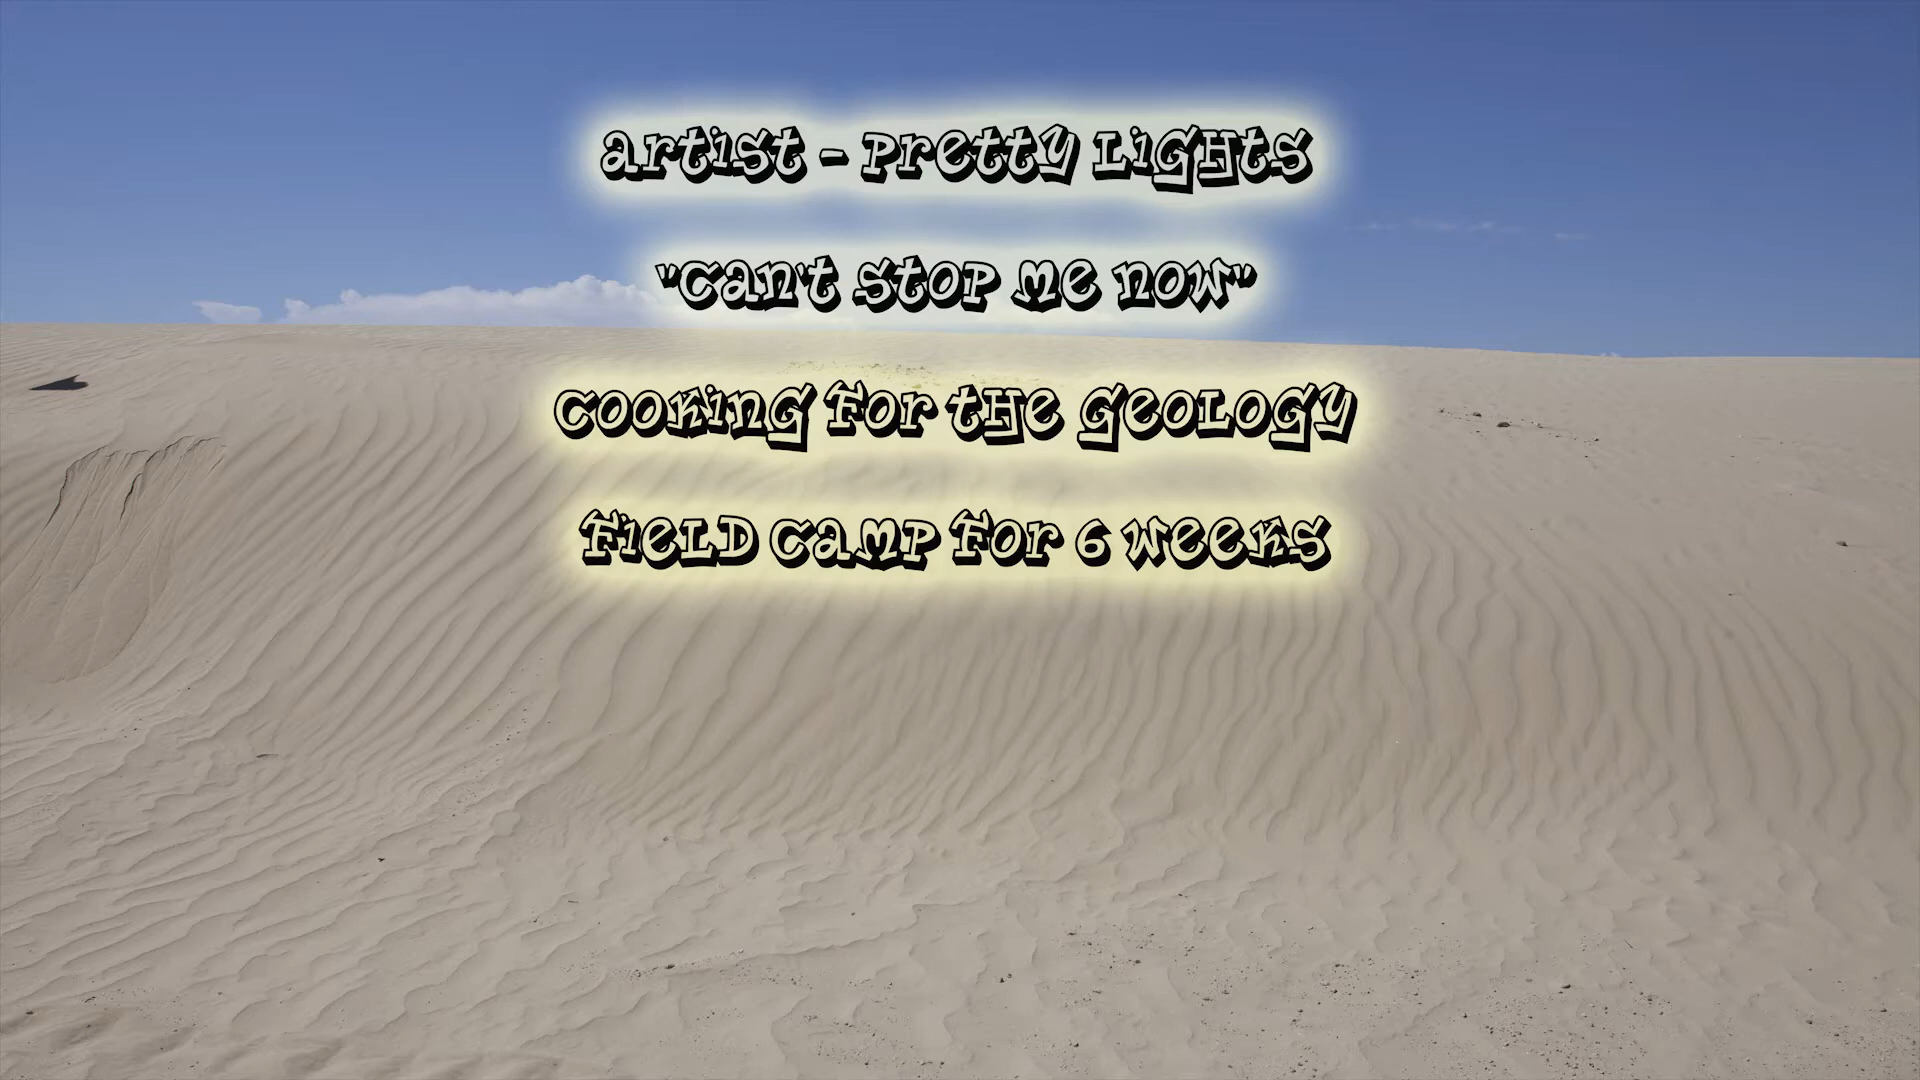 artist - Pretty Lights
"Can't Stop Me Now"
Cooking for the Geology
Field Camp for 6 weeks